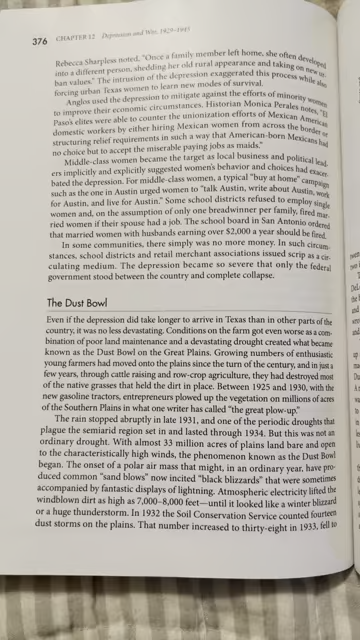 376 CHAPTER 12 Depression and War, 1929–1945
Rebecca Sharpless noted, "Once a family member left home, she often developed
into a different person, shedding her old rural appearance and taking on new ur-
ban values." The intrusion of the depression exaggerated this process while also
forcing urban Texas women to learn new modes of survival.
Anglos used the depression to mitigate against the efforts of minority women
to improve their economic circumstances. Historian Monica Perales notes, "El
Paso's elites were able to counter the unionization efforts of Mexican American
domestic workers by either hiring Mexican women from across the border or
structuring relief requirements in such a way that American-born Mexicans had
no choice but to accept the miserable paying jobs as maids."
Middle-class women became the target as local business and political lead-
ers implicitly and explicitly suggested women's behavior and choices had exacer-
bated the depression. For middle-class women, a typical "buy at home" campaign
such as the one in Austin urged women to "talk Austin, write about Austin, work
for Austin, and live for Austin." Some school districts refused to employ single
women and, on the assumption of only one breadwinner per family, fired mar-
ried women if their spouse had a job. The school board in San Antonio ordered
that married women with husbands earning over $2,000 a year should be fired.
In some communities, there simply was no more money. In such circum-
stances, school districts and retail merchant associations issued scrip as a cir-
culating medium. The depression became so severe that only the federal
government stood between the country and complete collapse.
The Dust Bowl
Even if the depression did take longer to arrive in Texas than in other parts of the
country, it was no less devastating. Conditions on the farm got even worse as a com-
bination of poor land maintenance and a devastating drought created what became
known as the Dust Bowl on the Great Plains. Growing numbers of enthusiastic
young farmers had moved onto the plains since the turn of the century, and in just a
few years, through cattle raising and row-crop agriculture, they had destroyed most
of the native grasses that held the dirt in place. Between 1925 and 1930, with the
new gasoline tractors, entrepreneurs plowed up the vegetation on millions of acres
of the Southern Plains in what one writer has called "the great plow-up."
The rain stopped abruptly in late 1931, and one of the periodic droughts that
plague the semiarid region set in and lasted through 1934. But this was not an
ordinary drought. With almost 33 million acres of plains land bare and open
to the characteristically high winds, the phenomenon known as the Dust Bowl
began. The onset of a polar air mass that might, in an ordinary year, have pro-
duced common "sand blows" now incited "black blizzards" that were sometimes
accompanied by fantastic displays of lightning. Atmospheric electricity lifted the
windblown dirt as high as 7,000–8,000 feet—until it looked like a winter blizzard
or a huge thunderstorm. In 1932 the Soil Conservation Service counted fourteen
dust storms on the plains. That number increased to thirty-eight in 1933, fell to